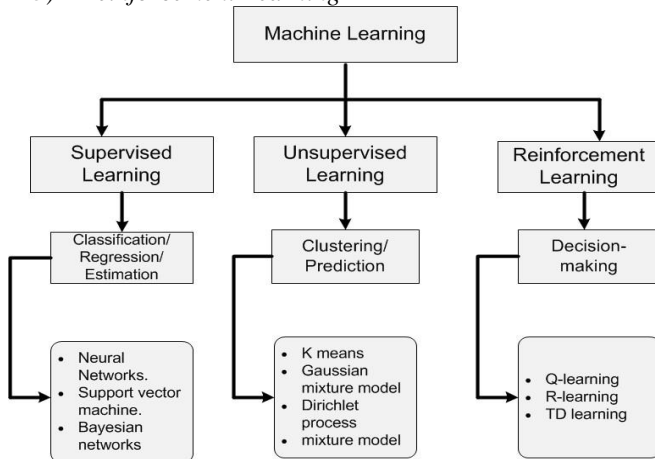 Machine Learning
Supervised
Learning
Unsupervised
Learning
Reinforcement
Learning
Classification/
Regression/
Estimation
Clustering/
Prediction
Decision-
making
• Neural
Networks.
• Support vector
machine.
• Bayesian
networks
• K means
• Gaussian
mixture model
• Dirichlet
process
• mixture model
• Q-learning
• R-learning
• TD learning